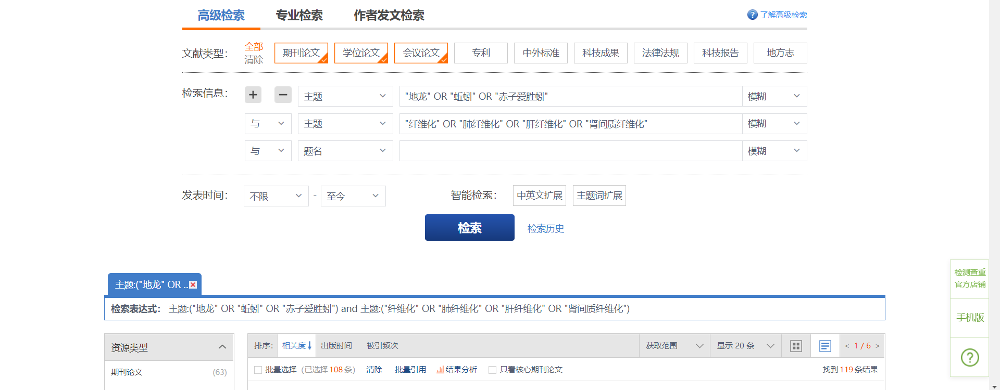 高级检索 专业检索 作者发文检索 ? 了解高级检索
文献类型： 全部 清除 期刊论文 学位论文 会议论文 专利 中外标准 科技成果 法律法规 科技报告 地方志
检索信息： + − 主题 "地龙" OR "蚯蚓" OR "赤子爱胜蚓" 模糊
与 主题 "纤维化" OR "肺纤维化" OR "肝纤维化" OR "肾间质纤维化" 模糊
与 题名 模糊
发表时间： 不限 - 至今 智能检索： 中英文扩展 主题词扩展
检索 检索历史
检测查重
官方店铺
手机版
?
主题:("地龙" OR ..
检索表达式： 主题:("地龙" OR "蚯蚓" OR "赤子爱胜蚓") and 主题:("纤维化" OR "肺纤维化" OR "肝纤维化" OR "肾间质纤维化")
资源类型
期刊论文 (63)
排序： 相关度 出版时间 被引频次 获取范围 显示 20 条 < 1 / 6 >
批量选择 (已选择 108 条) 清除 批量引用 结果分析 只看核心期刊论文 找到 119 条结果